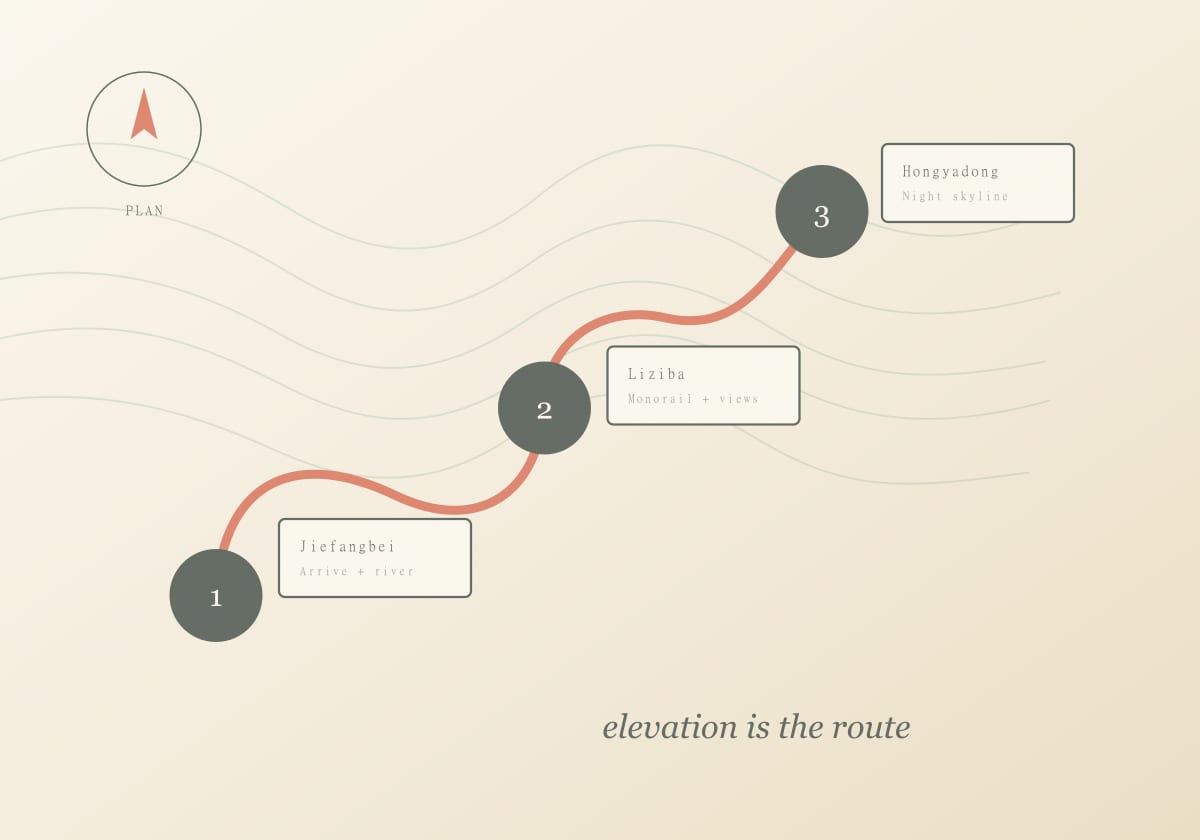 PLAN
3
Hongyadong
Night skyline
2
Liziba
Monorail + views
1
Jiefangbei
Arrive + river
elevation is the route